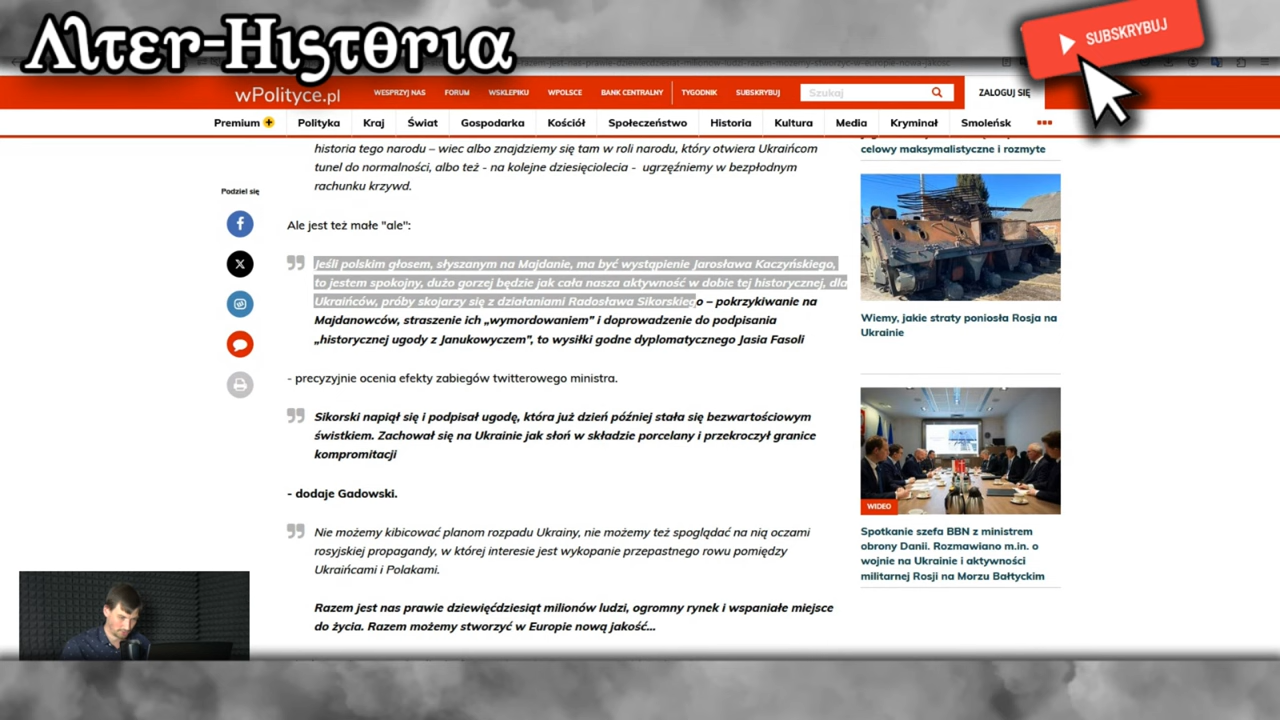 Alter-Historia
SUBSKRYBUJ
wPolityce.pl
WESPRZYJ NAS FORUM WSKLEPIKU WPOLSCE BANK CENTRALNY TYGODNIK SUBSKRYBUJ Szukaj ZALOGUJ SIĘ
Premium + Polityka Kraj Świat Gospodarka Kościół Społeczeństwo Historia Kultura Media Kryminał Smoleńsk
historia tego narodu – wiec albo znajdziemy się tam w roli narodu, który otwiera Ukraińcom
tunel do normalności, albo też - na kolejne dziesięciolecia - ugrzęźniemy w bezpłodnym
rachunku krzywd.
Podziel się
Ale jest też małe "ale":
Jeśli polskim głosem, słyszanym na Majdanie, ma być wystąpienie Jarosława Kaczyńskiego,
to jestem spokojny, dużo gorzej będzie jak cała nasza aktywność w dobie tej historycznej, dla
Ukraińców, próby skojarzy się z działaniami Radosława Sikorskiego – pokrzykiwanie na
Majdanowców, straszenie ich „wymordowaniem” i doprowadzenie do podpisania
„historycznej ugody z Janukowyczem”, to wysiłki godne dyplomatycznego Jasia Fasoli
- precyzyjnie ocenia efekty zabiegów twitterowego ministra.
Sikorski napiął się i podpisał ugodę, która już dzień później stała się bezwartościowym
świstkiem. Zachował się na Ukrainie jak słoń w składzie porcelany i przekroczył granice
kompromitacji
- dodaje Gadowski.
Nie możemy kibicować planom rozpadu Ukrainy, nie możemy też spoglądać na nią oczami
rosyjskiej propagandy, w której interesie jest wykopanie przepastnego rowu pomiędzy
Ukraińcami i Polakami.
Razem jest nas prawie dziewięćdziesiąt milionów ludzi, ogromny rynek i wspaniałe miejsce
do życia. Razem możemy stworzyć w Europie nową jakość...
celowy maksymalistyczne i rozmyte
Wiemy, jakie straty poniosła Rosja na
Ukrainie
WIDEO
Spotkanie szefa BBN z ministrem
obrony Danii. Rozmawiano m.in. o
wojnie na Ukrainie i aktywności
militarnej Rosji na Morzu Bałtyckim